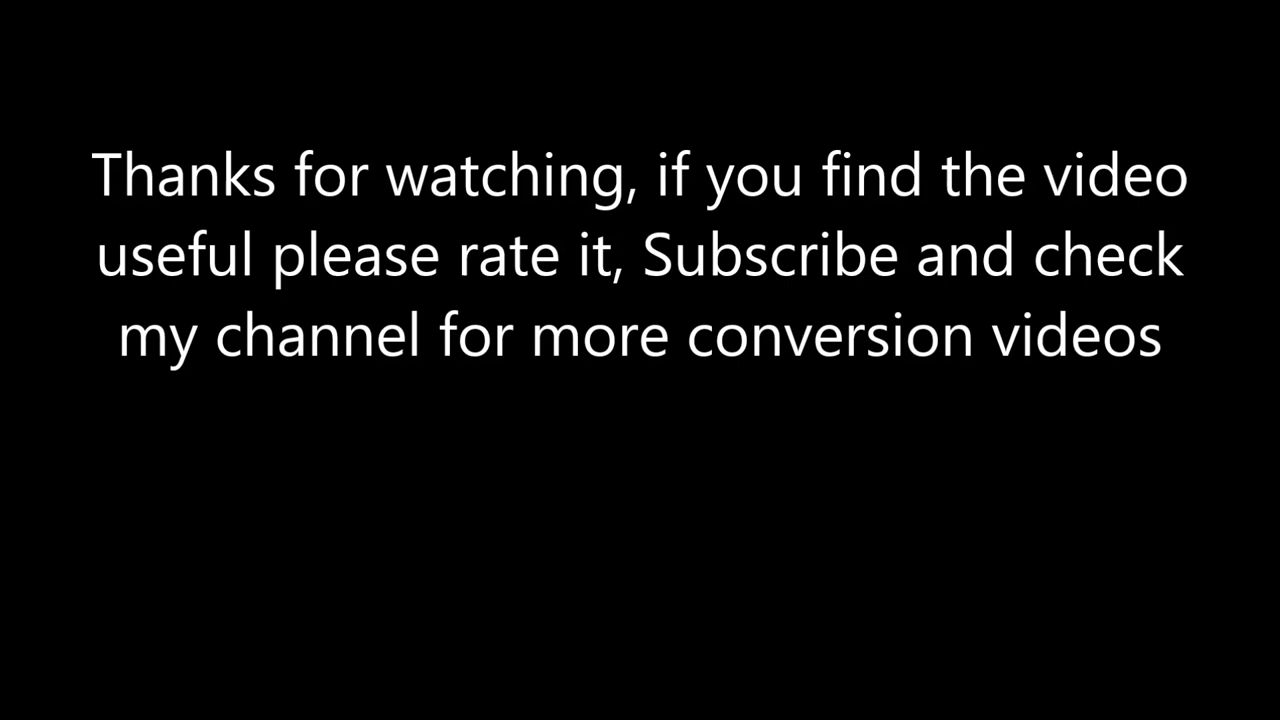 Thanks for watching, if you find the video
useful please rate it, Subscribe and check
my channel for more conversion videos